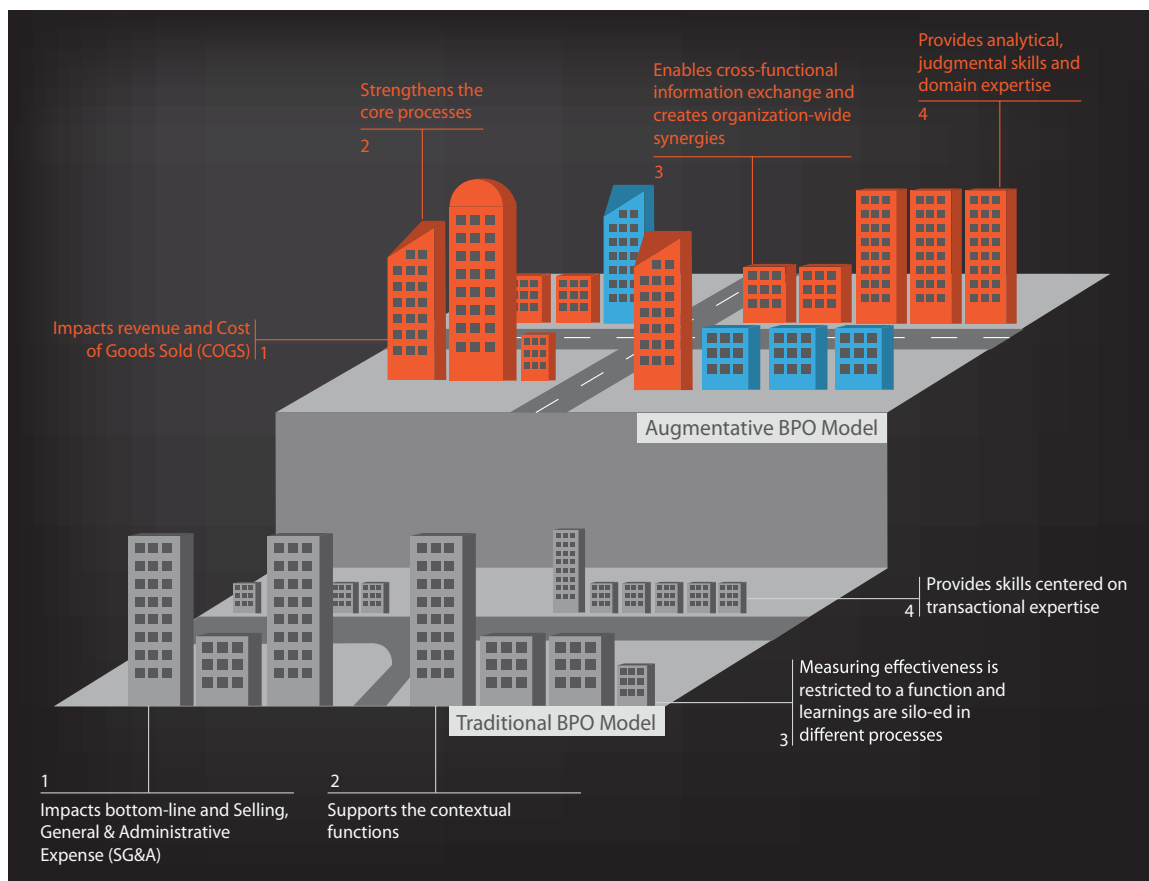 Provides analytical,
judgmental skills and
domain expertise
4
Enables cross-functional
information exchange and
creates organization-wide
synergies
3
Strengthens the
core processes
2
Impacts revenue and Cost
of Goods Sold (COGS)
1
Augmentative BPO Model
Provides skills centered on
transactional expertise
4
Measuring effectiveness is
restricted to a function and
learnings are silo-ed in
different processes
3
Traditional BPO Model
1
Impacts bottom-line and Selling,
General & Administrative
Expense (SG&A)
2
Supports the contextual
functions